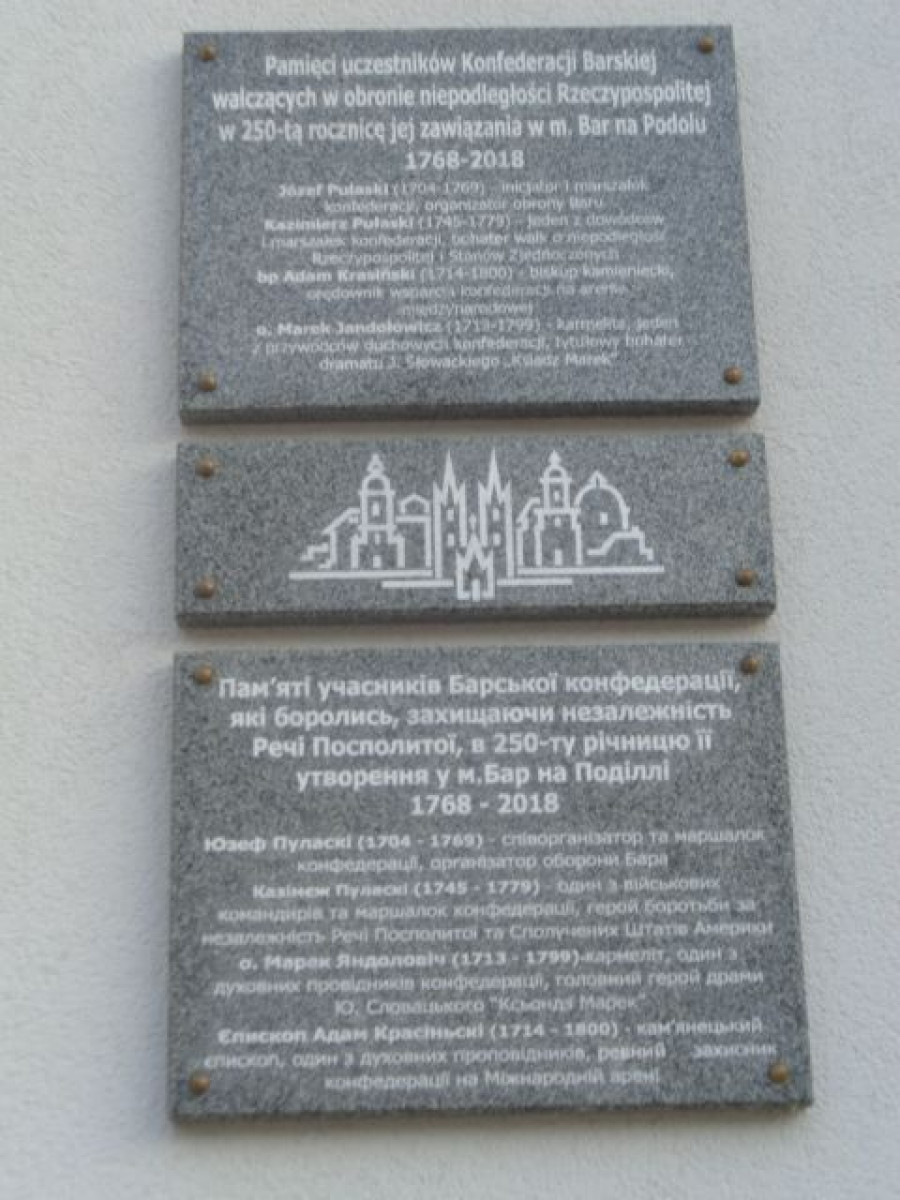 Pamięci uczestników Konfederacji Barskiej
walczących w obronie niepodległości Rzeczypospolitej
w 250-tą rocznicę jej zawiązania w m. Bar na Podolu
1768-2018
Józef Pułaski (1704-1769) - inicjator i marszałek
konfederacji, organizator obrony Baru
Kazimierz Pułaski (1745-1779) - jeden z dowódców
i marszałek konfederacji, bohater walk o niepodległość
Rzeczypospolitej i Stanów Zjednoczonych
bp Adam Krasiński (1714-1800) - biskup kamieniecki,
orędownik wsparcia konfederacji na arenie
międzynarodowej
o. Marek Jandołowicz (1713-1799) - karmelita, jeden
z przywódców duchowych konfederacji, tytułowy bohater
dramatu J. Słowackiego „Ksiądz Marek”
Пам'яті учасників Барської конфедерації,
які боролись, захищаючи незалежність
Речі Посполитої, в 250-ту річницю її
утворення у м.Бар на Поділлі
1768 - 2018
Юзеф Пуласкі (1704 - 1769) - співорганізатор та маршалок
конфедерації, організатор оборони Бара
Казімєж Пуласкі (1745 - 1779) - один з військових
командирів та маршалок конфедерації, герой боротьби за
незалежність Речі Посполитої та Сполучених Штатів Америки
о. Марек Яндоловіч (1713 - 1799)-кармеліт, один з
духовних провідників конфедерації, головний герой драми
Ю. Словацького "Ксьондз Марек"
Єпископ Адам Красіньскі (1714 - 1800) - кам'янецький
єпископ, один з духовних проповідників, ревний захисник
конфедерації на Міжнародній арені